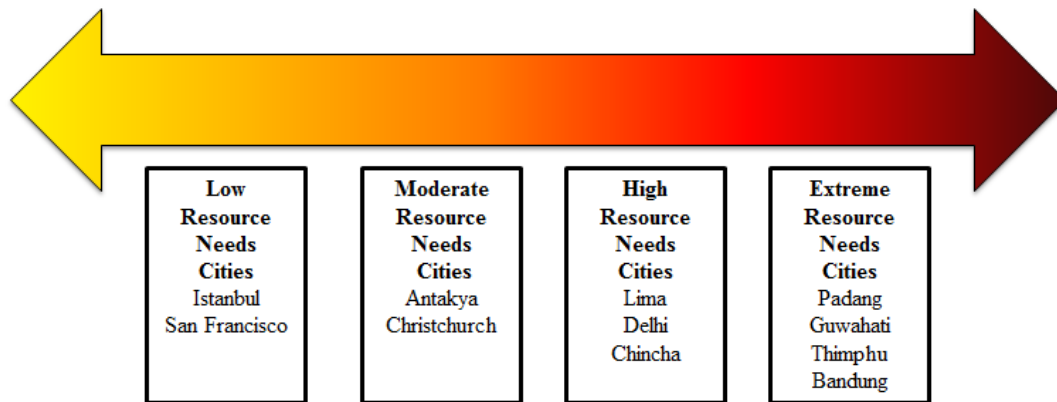 Low
Resource
Needs
Cities
Istanbul
San Francisco
Moderate
Resource
Needs
Cities
Antakya
Christchurch
High
Resource
Needs
Cities
Lima
Delhi
Chincha
Extreme
Resource
Needs
Cities
Padang
Guwahati
Thimphu
Bandung